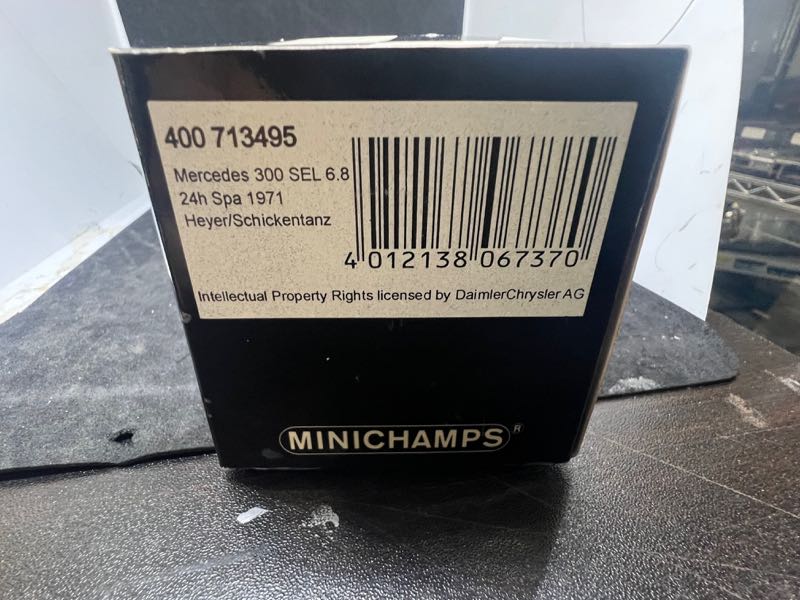 400 713495
Mercedes 300 SEL 6.8
24h Spa 1971
Heyer/Schickentanz
4 012138 067370
Intellectual Property Rights licensed by DaimlerChrysler AG
MINICHAMPS R